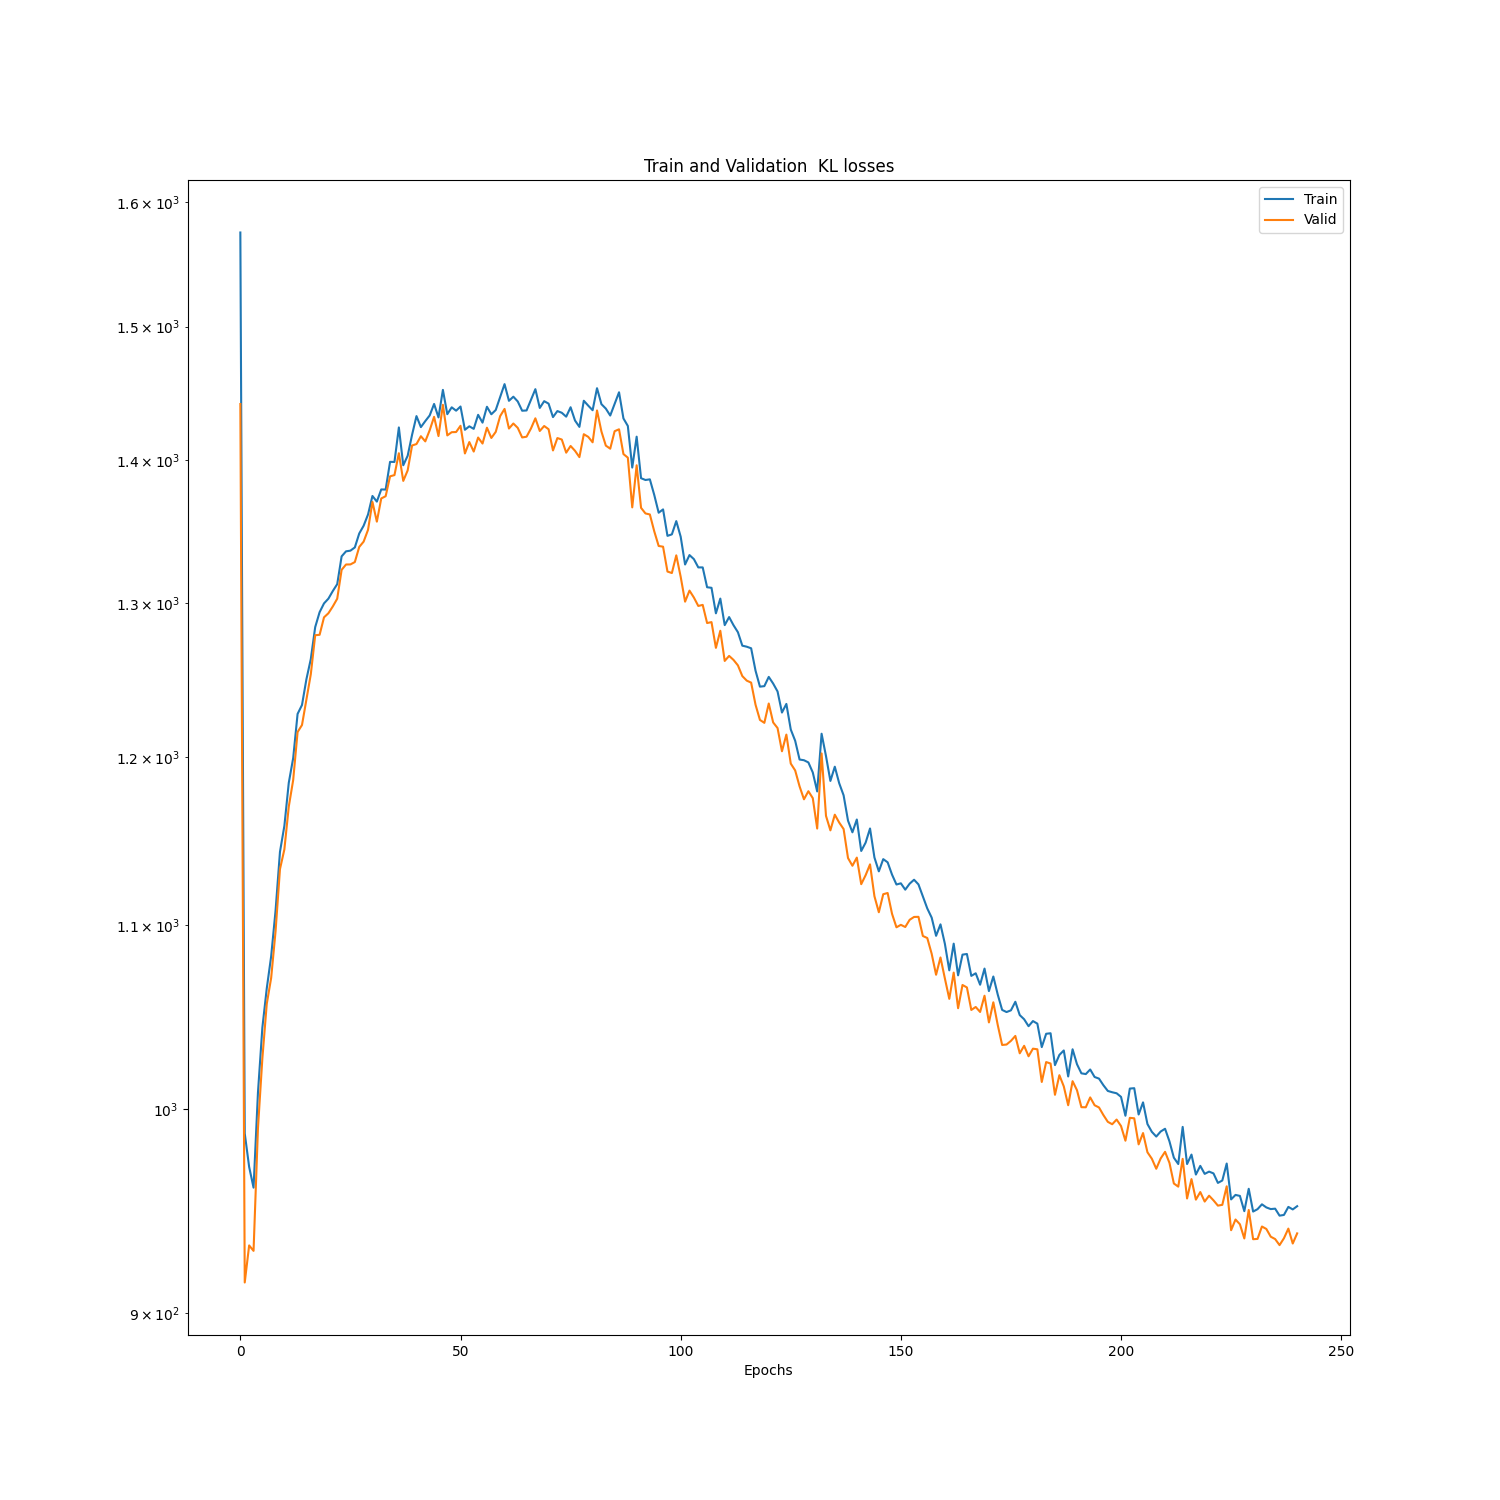 Train and Validation  KL losses
1.6 × 10³
1.5 × 10³
1.4 × 10³
1.3 × 10³
1.2 × 10³
1.1 × 10³
10³
9 × 10²
Train
Valid
0 50 100 150 200 250
Epochs